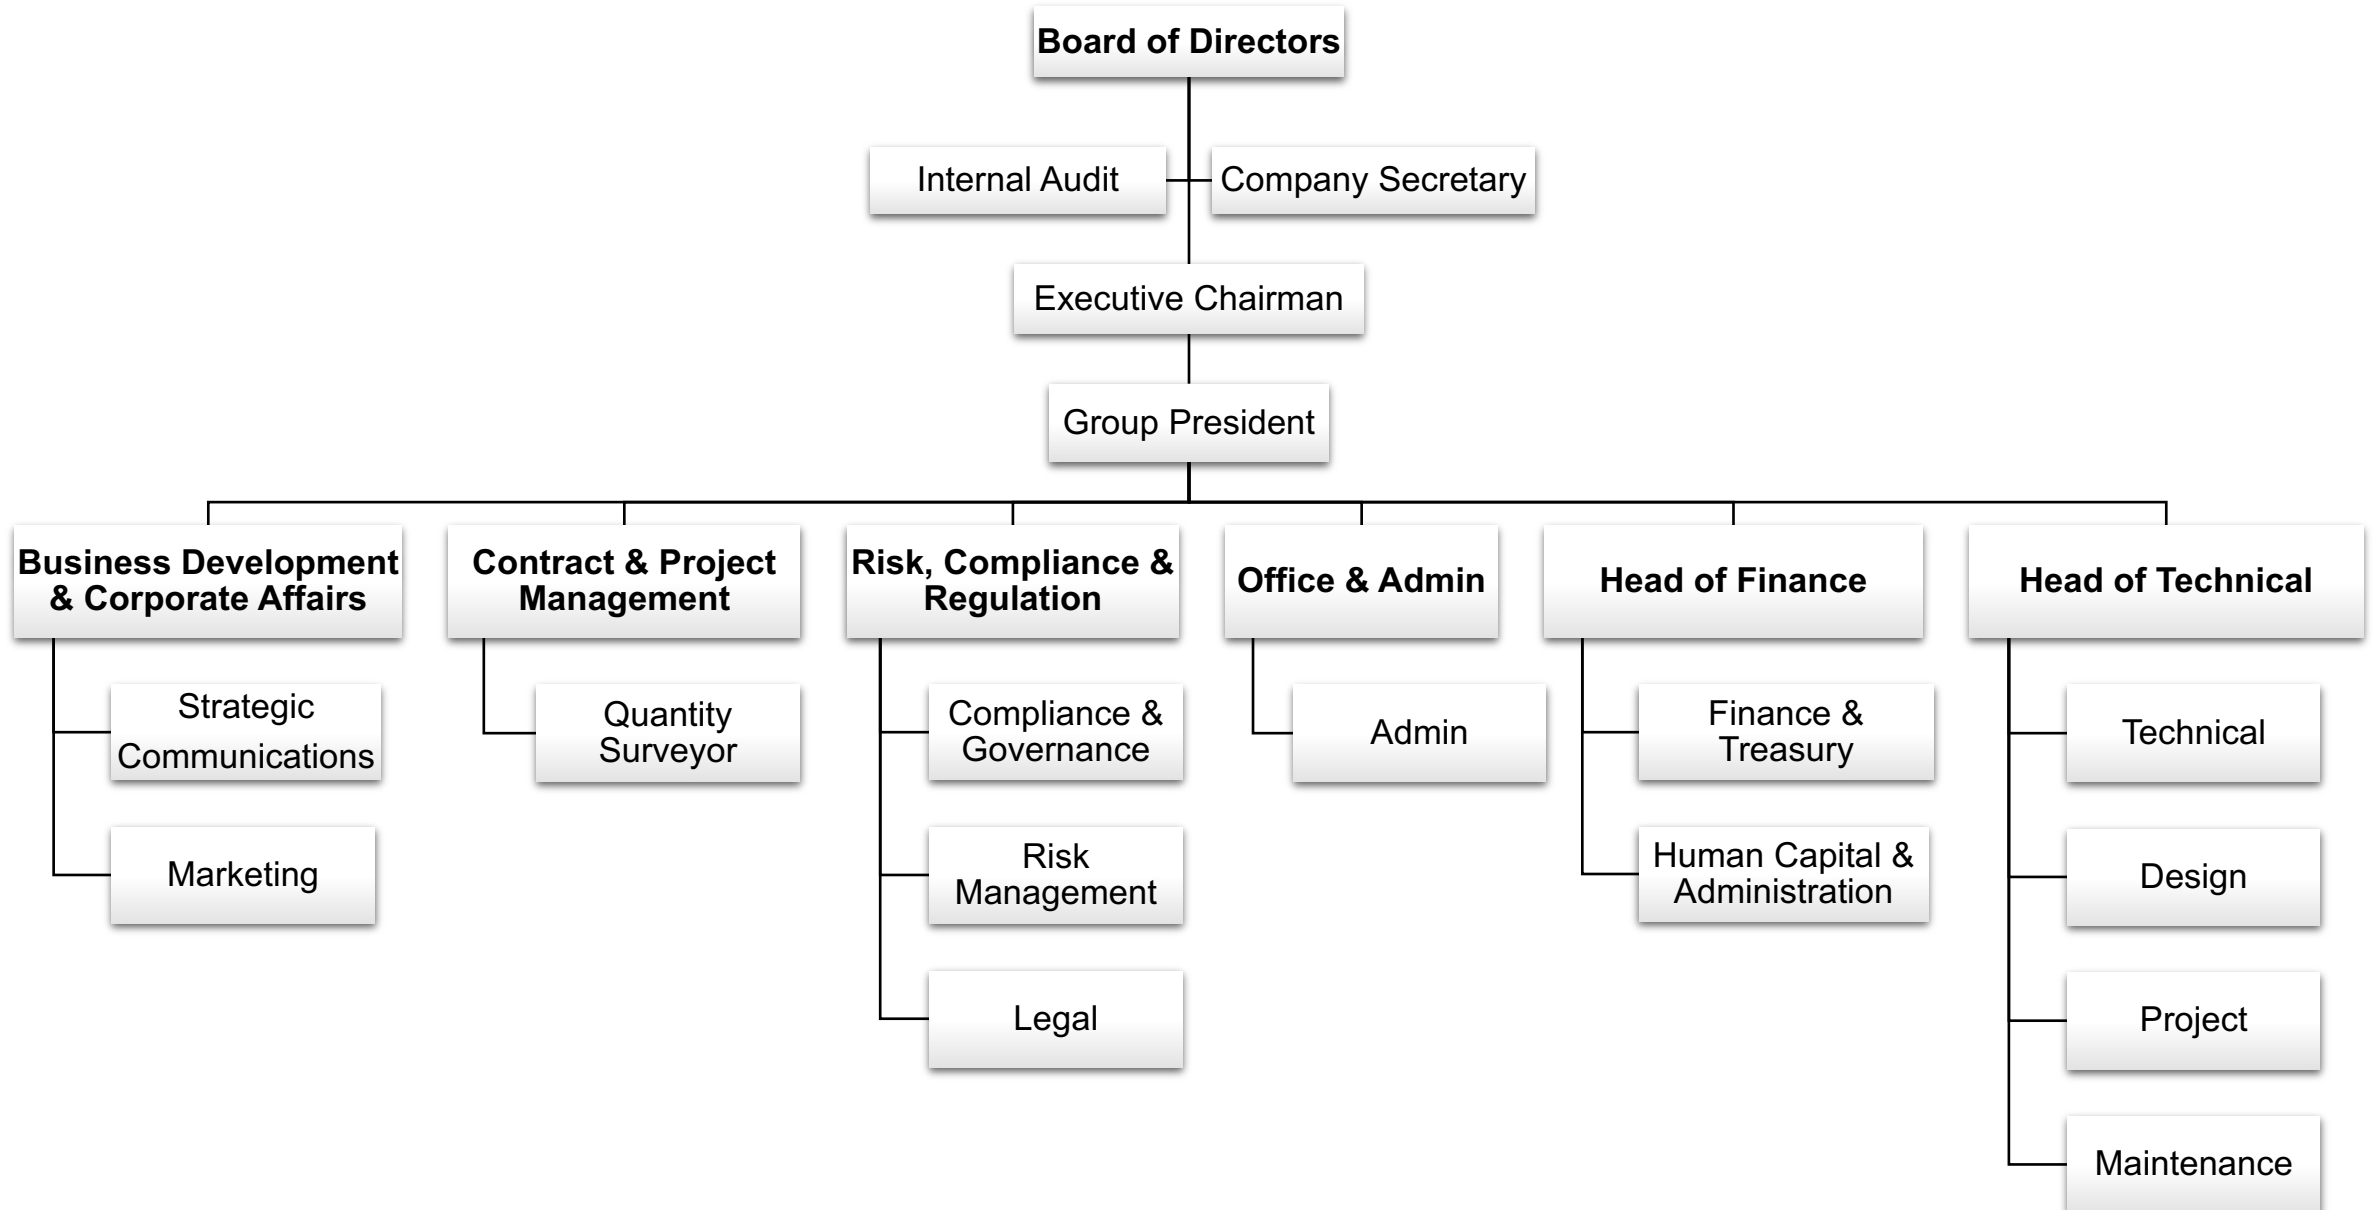 Board of Directors
Internal Audit
Company Secretary
Executive Chairman
Group President
Business Development
& Corporate Affairs
Contract & Project
Management
Risk, Compliance &
Regulation
Office & Admin
Head of Finance
Head of Technical
Strategic
Communications
Marketing
Quantity
Surveyor
Compliance &
Governance
Risk
Management
Legal
Admin
Finance &
Treasury
Human Capital &
Administration
Technical
Design
Project
Maintenance